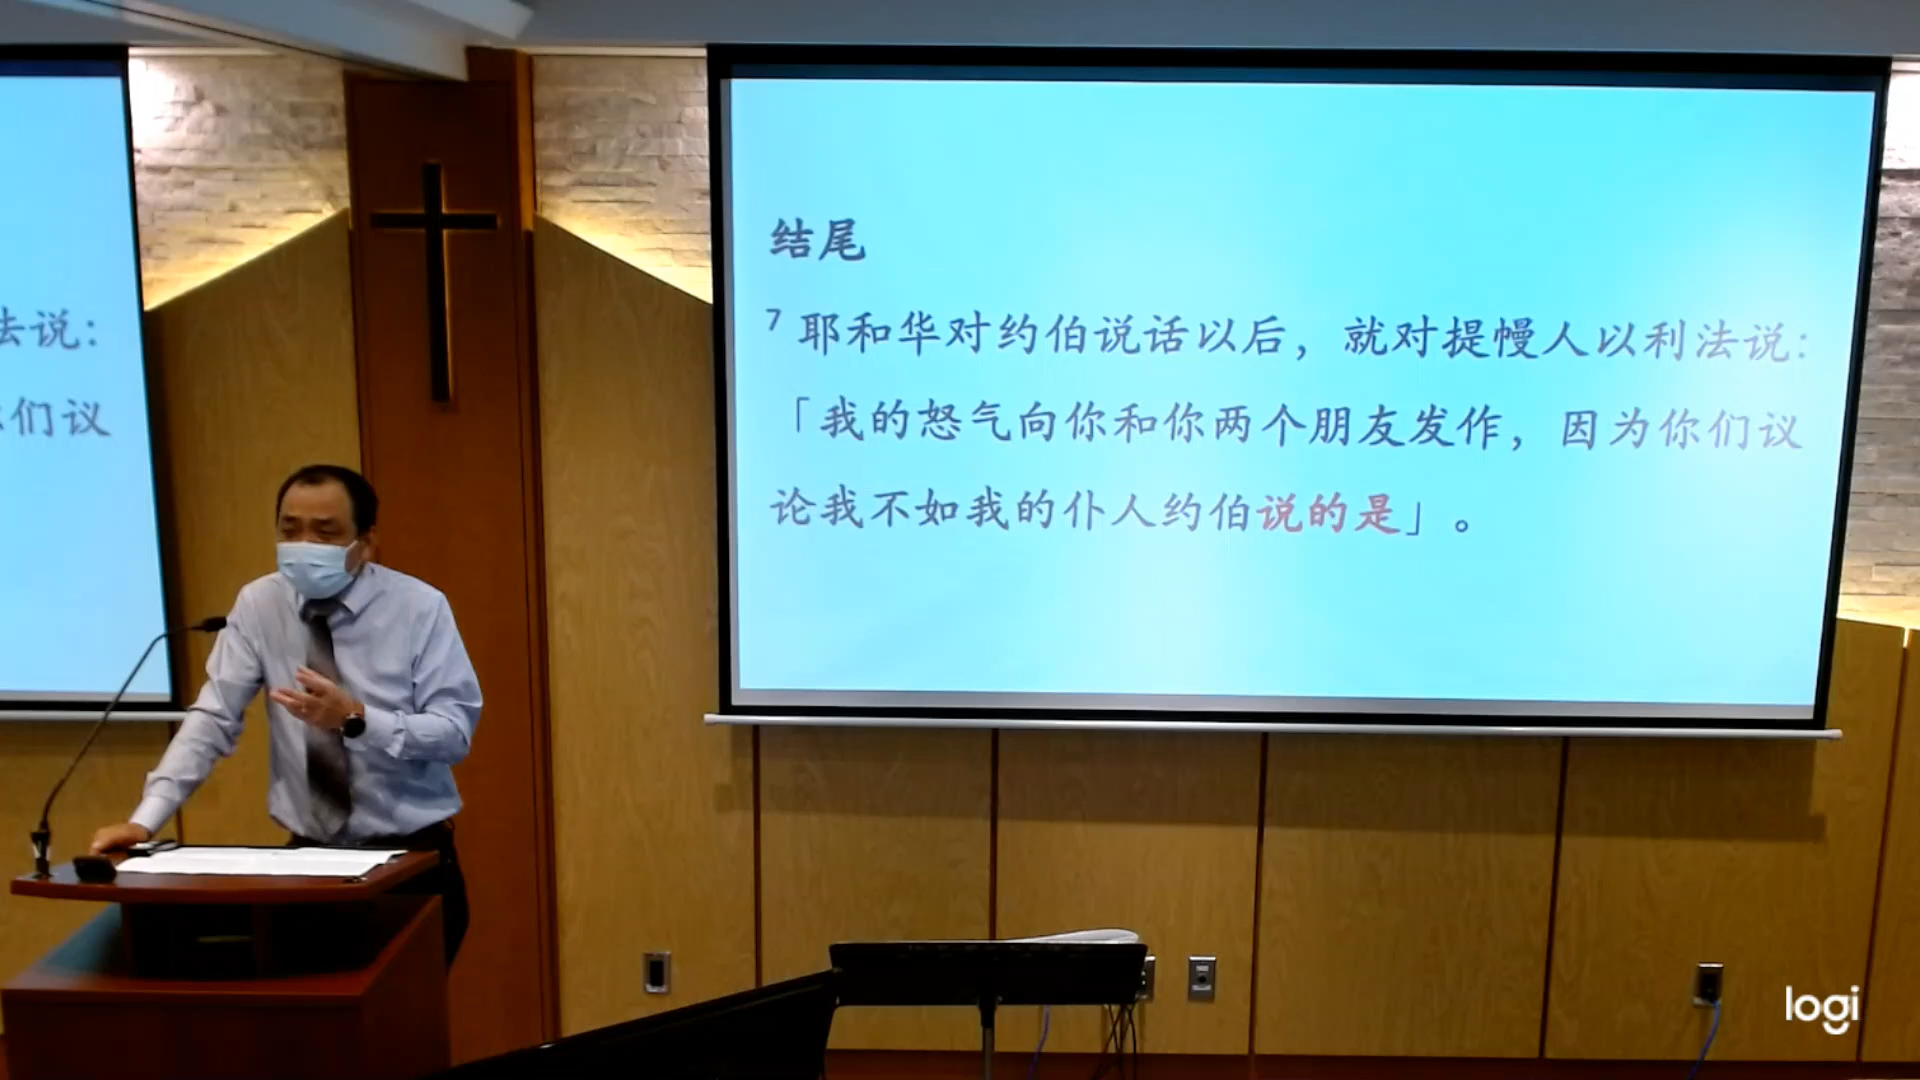 法说：
们议
结尾
7 耶和华对约伯说话以后，就对提幔人以利法说：
「我的怒气向你和你两个朋友发作，因为你们议
论我不如我的仆人约伯说的是」。
logi